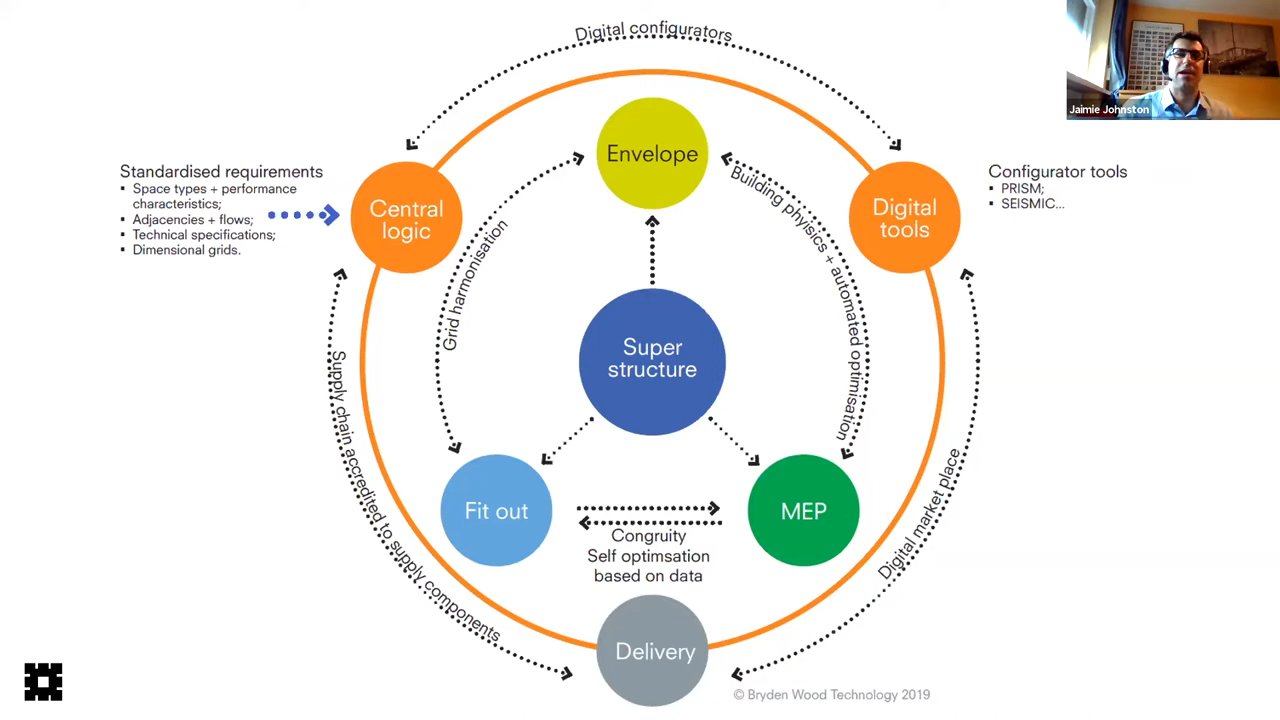 Digital configurators
Jaimie Johnston
Standardised requirements
▪ Space types + performance
characteristics;
▪ Adjacencies + flows;
▪ Technical specifications;
▪ Dimensional grids.
Central
logic
Envelope
Digital
tools
Configurator tools
▪ PRISM;
▪ SEISMIC...
Grid harmonisation
Building phyisics + automated optimisation
Super
structure
Supply chain accredited to supply components
Digital market place
Fit out
MEP
Congruity
Self optimsation
based on data
Delivery
© Bryden Wood Technology 2019